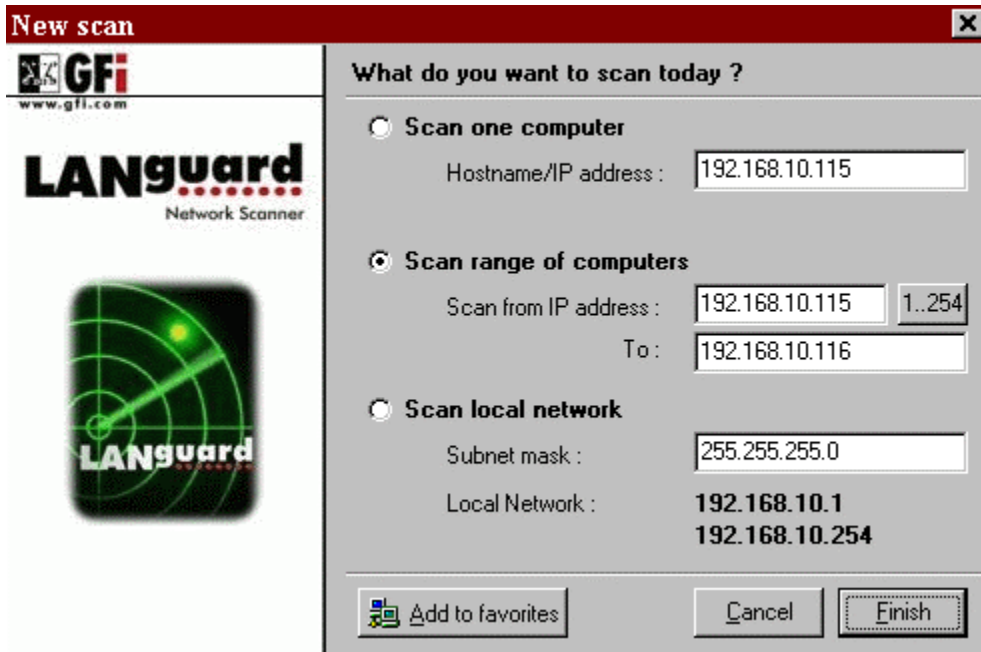 New scan
GFi
www.gfi.com
LANguard
Network Scanner
LANguard
What do you want to scan today ?
Scan one computer
Hostname/IP address : 192.168.10.115
Scan range of computers
Scan from IP address : 192.168.10.115 1..254
To : 192.168.10.116
Scan local network
Subnet mask : 255.255.255.0
Local Network : 192.168.10.1
192.168.10.254
Add to favorites Cancel Finish